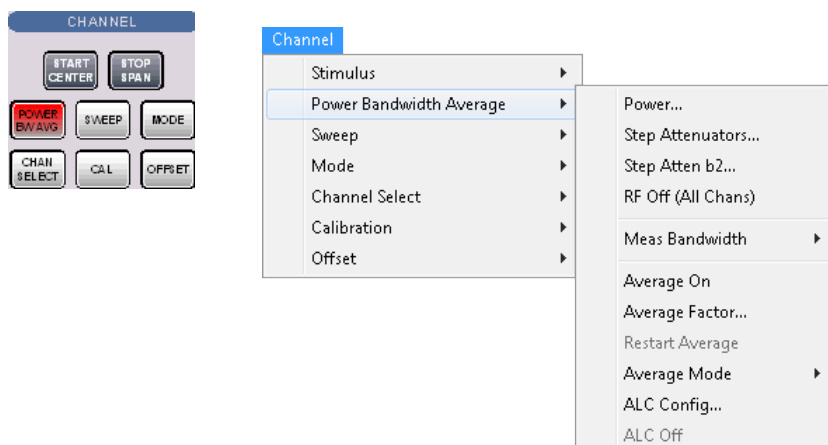 CHANNEL
START
CENTER
STOP
SPAN
POWER
BW AVG
SWEEP
MODE
CHAN
SELECT
CAL
OFFSET
Channel
Stimulus
Power Bandwidth Average
Sweep
Mode
Channel Select
Calibration
Offset
Power...
Step Attenuators...
Step Atten b2...
RF Off (All Chans)
Meas Bandwidth
Average On
Average Factor...
Restart Average
Average Mode
ALC Config...
ALC Off